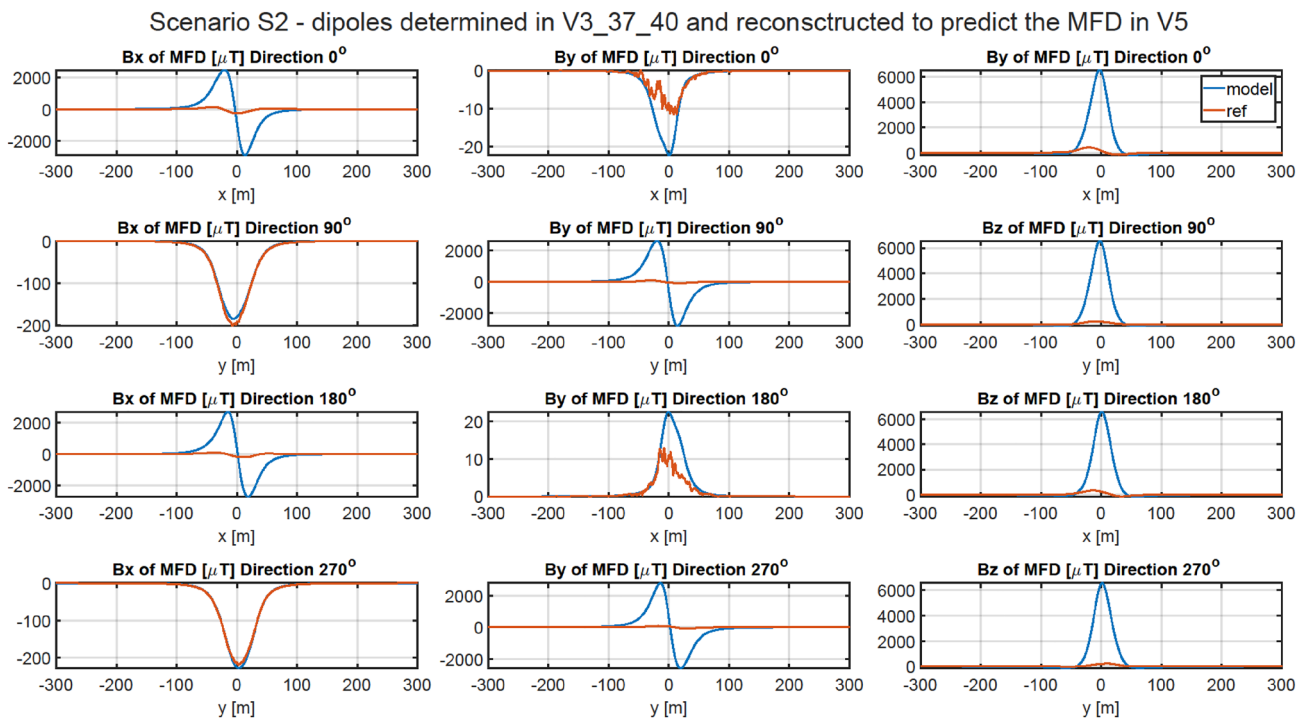 Scenario S2 - dipoles determined in V3_37_40 and reconsctructed to predict the MFD in V5
Bx of MFD [μT] Direction 0°
2000
0
-2000
-300 -200 -100 0 100 200 300
x [m]
By of MFD [μT] Direction 0°
0
-10
-20
-300 -200 -100 0 100 200 300
x [m]
By of MFD [μT] Direction 0°
6000
4000
2000
0
model
ref
-300 -200 -100 0 100 200 300
x [m]
Bx of MFD [μT] Direction 90°
0
-100
-200
-300 -200 -100 0 100 200 300
y [m]
By of MFD [μT] Direction 90°
2000
0
-2000
-300 -200 -100 0 100 200 300
y [m]
Bz of MFD [μT] Direction 90°
6000
4000
2000
0
-300 -200 -100 0 100 200 300
y [m]
Bx of MFD [μT] Direction 180°
2000
0
-2000
-300 -200 -100 0 100 200 300
x [m]
By of MFD [μT] Direction 180°
20
10
0
-300 -200 -100 0 100 200 300
x [m]
Bz of MFD [μT] Direction 180°
6000
4000
2000
0
-300 -200 -100 0 100 200 300
x [m]
Bx of MFD [μT] Direction 270°
0
-100
-200
-300 -200 -100 0 100 200 300
y [m]
By of MFD [μT] Direction 270°
2000
0
-2000
-300 -200 -100 0 100 200 300
y [m]
Bz of MFD [μT] Direction 270°
6000
4000
2000
0
-300 -200 -100 0 100 200 300
y [m]